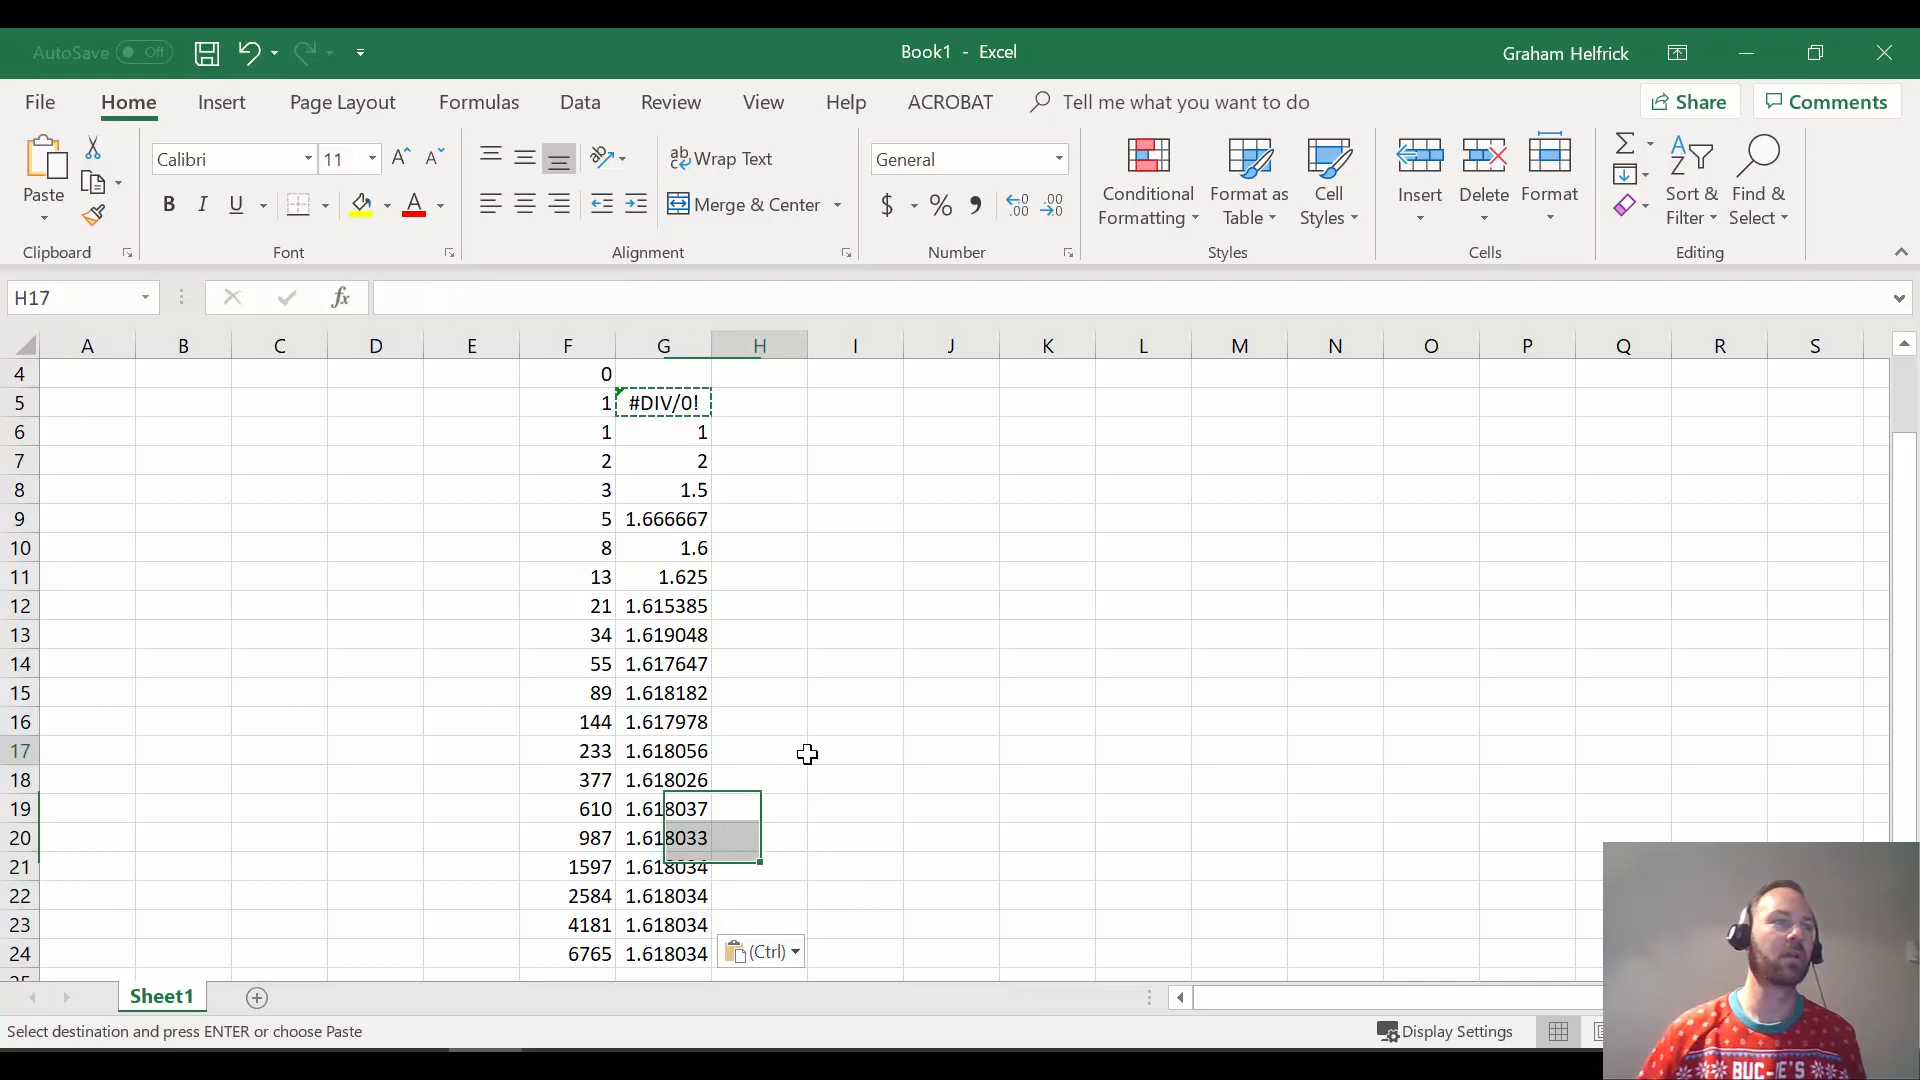 AutoSave Off
Book1 - Excel
Graham Helfrick
File Home Insert Page Layout Formulas Data Review View Help ACROBAT Tell me what you want to do Share Comments
Paste
Clipboard
Calibri 11
B I U A
Font
ab Wrap Text
Merge & Center
Alignment
General
$ % ,
Number
Conditional Formatting
Format as Table
Cell Styles
Styles
Insert
Delete
Format
Cells
Sort & Filter
Find & Select
Editing
H17 fx
A B C D E F G H I J K L M N O P Q R S
4 0
5 1 #DIV/0!
6 1 1
7 2 2
8 3 1.5
9 5 1.666667
10 8 1.6
11 13 1.625
12 21 1.615385
13 34 1.619048
14 55 1.617647
15 89 1.618182
16 144 1.617978
17 233 1.618056
18 377 1.618026
19 610 1.618037
20 987 1.618033
21 1597 1.618034
22 2584 1.618034
23 4181 1.618034
24 6765 1.618034
(Ctrl)
Sheet1
Select destination and press ENTER or choose Paste
Display Settings